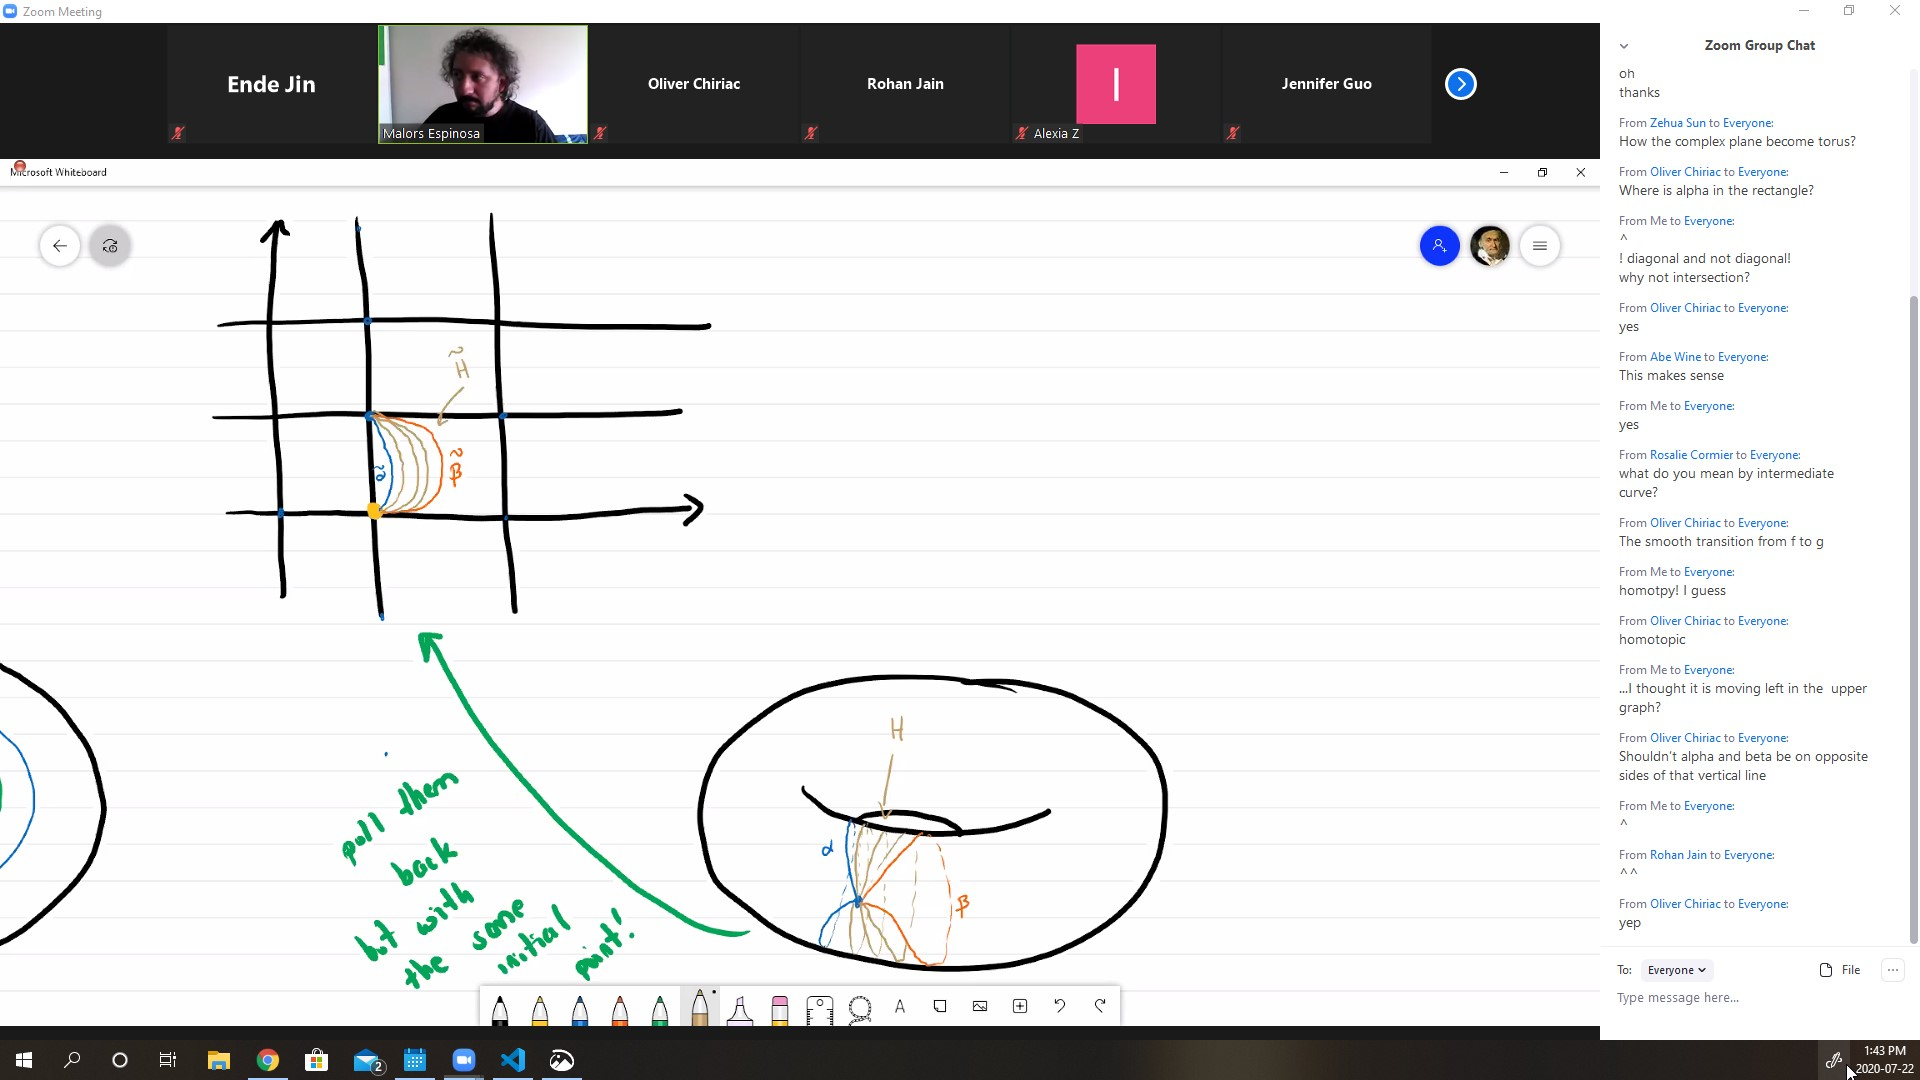 Zoom Meeting
Ende Jin
Malors Espinosa
Oliver Chiriac
Rohan Jain
I
Alexia Z
Jennifer Guo
Microsoft Whiteboard
H̃
α̃
β̃
H
α
β
pull them
back
but with
the same
initial
point!
A
Zoom Group Chat
oh
thanks
From Zehua Sun to Everyone:
How the complex plane become torus?
From Oliver Chiriac to Everyone:
Where is alpha in the rectangle?
From Me to Everyone:
^
! diagonal and not diagonal!
why not intersection?
From Oliver Chiriac to Everyone:
yes
From Abe Wine to Everyone:
This makes sense
From Me to Everyone:
yes
From Rosalie Cormier to Everyone:
what do you mean by intermediate
curve?
From Oliver Chiriac to Everyone:
The smooth transition from f to g
From Me to Everyone:
homotpy! I guess
From Oliver Chiriac to Everyone:
homotopic
From Me to Everyone:
...I thought it is moving left in the upper
graph?
From Oliver Chiriac to Everyone:
Shouldn't alpha and beta be on opposite
sides of that vertical line
From Me to Everyone:
^
From Rohan Jain to Everyone:
^^
From Oliver Chiriac to Everyone:
yep
To: Everyone
File
Type message here...
2
1:43 PM
2020-07-22